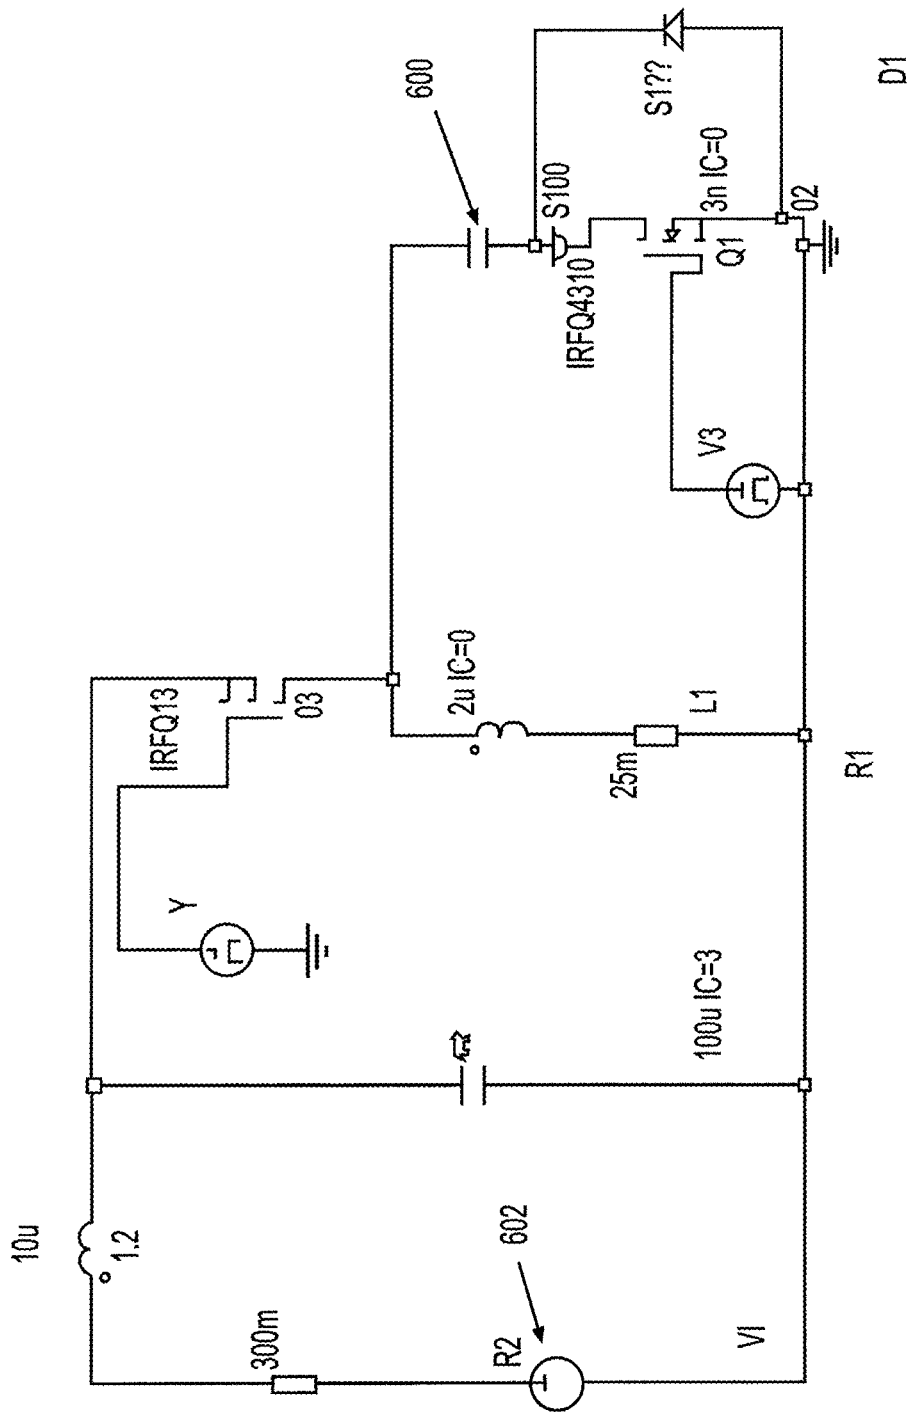 D1
600
S1??
S100
3n IC=0
02
Q1
IRFQ4310
V3
2u IC=0
L1
IRFQ13
03
25m
R1
Y
100u IC=3
10u
1.2
602
300m
R2
VI